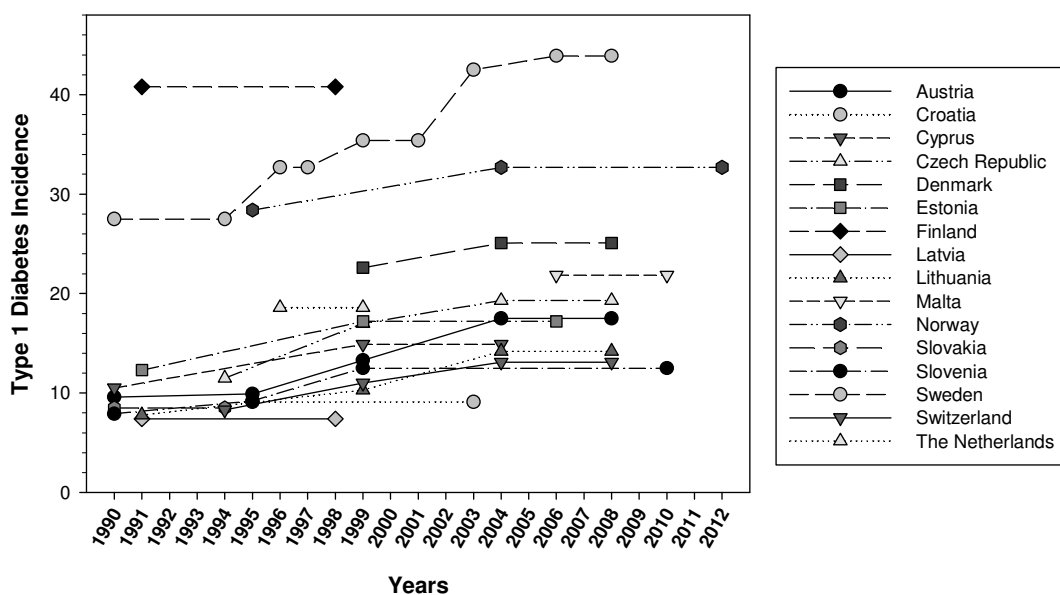 Type 1 Diabetes Incidence
40
30
20
10
0
1990
1991
1992
1993
1994
1995
1996
1997
1998
1999
2000
2001
2002
2003
2004
2005
2006
2007
2008
2009
2010
2011
2012
Years
Austria
Croatia
Cyprus
Czech Republic
Denmark
Estonia
Finland
Latvia
Lithuania
Malta
Norway
Slovakia
Slovenia
Sweden
Switzerland
The Netherlands